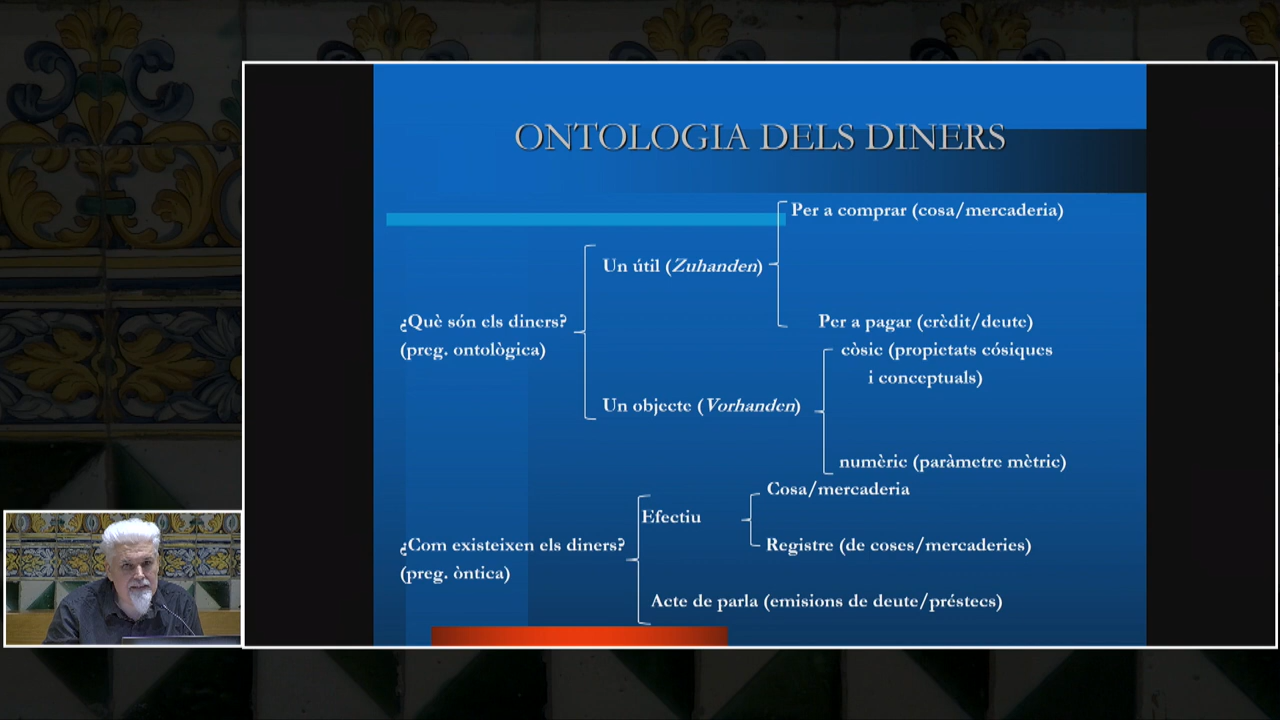 ONTOLOGIA DELS DINERS
Per a comprar (cosa/mercaderia)
Un útil (Zuhanden)
¿Què són els diners?
(preg. ontològica)
Per a pagar (crèdit/deute)
còsic (propietats cósiques
i conceptuals)
Un objecte (Vorhanden)
numèric (paràmetre mètric)
Cosa/mercaderia
Efectiu
¿Com existeixen els diners?
(preg. òntica)
Registre (de coses/mercaderies)
Acte de parla (emisions de deute/préstecs)